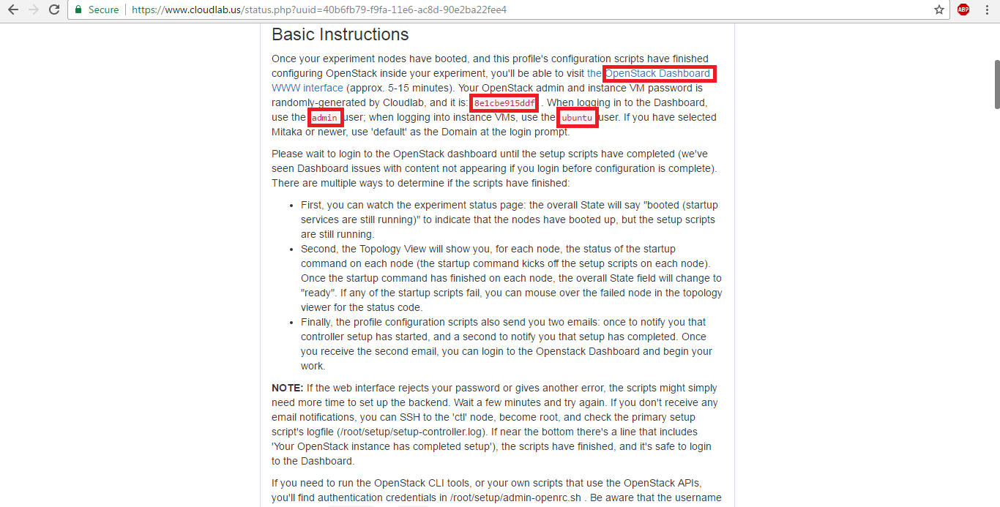 Secure https://www.cloudlab.us/status.php?uuid=40b6fb79-f9fa-11e6-ac8d-90e2ba22fee4
ABP
Basic Instructions
Once your experiment nodes have booted, and this profile's configuration scripts have finished
configuring OpenStack inside your experiment, you'll be able to visit the OpenStack Dashboard
WWW interface (approx. 5-15 minutes). Your OpenStack admin and instance VM password is
randomly-generated by Cloudlab, and it is: 8e1cbe915ddf . When logging in to the Dashboard,
use the admin user; when logging into instance VMs, use the ubuntu user. If you have selected
Mitaka or newer, use 'default' as the Domain at the login prompt.
Please wait to login to the OpenStack dashboard until the setup scripts have completed (we've
seen Dashboard issues with content not appearing if you login before configuration is complete).
There are multiple ways to determine if the scripts have finished:
• First, you can watch the experiment status page: the overall State will say "booted (startup
services are still running)" to indicate that the nodes have booted up, but the setup scripts
are still running.
• Second, the Topology View will show you, for each node, the status of the startup
command on each node (the startup command kicks off the setup scripts on each node).
Once the startup command has finished on each node, the overall State field will change to
"ready". If any of the startup scripts fail, you can mouse over the failed node in the topology
viewer for the status code.
• Finally, the profile configuration scripts also send you two emails: once to notify you that
controller setup has started, and a second to notify you that setup has completed. Once
you receive the second email, you can login to the Openstack Dashboard and begin your
work.
NOTE: If the web interface rejects your password or gives another error, the scripts might simply
need more time to set up the backend. Wait a few minutes and try again. If you don't receive any
email notifications, you can SSH to the 'ctl' node, become root, and check the primary setup
script's logfile (/root/setup/setup-controller.log). If near the bottom there's a line that includes
'Your OpenStack instance has completed setup'), the scripts have finished, and it's safe to login
to the Dashboard.
If you need to run the OpenStack CLI tools, or your own scripts that use the OpenStack APIs,
you'll find authentication credentials in /root/setup/admin-openrc.sh . Be aware that the username